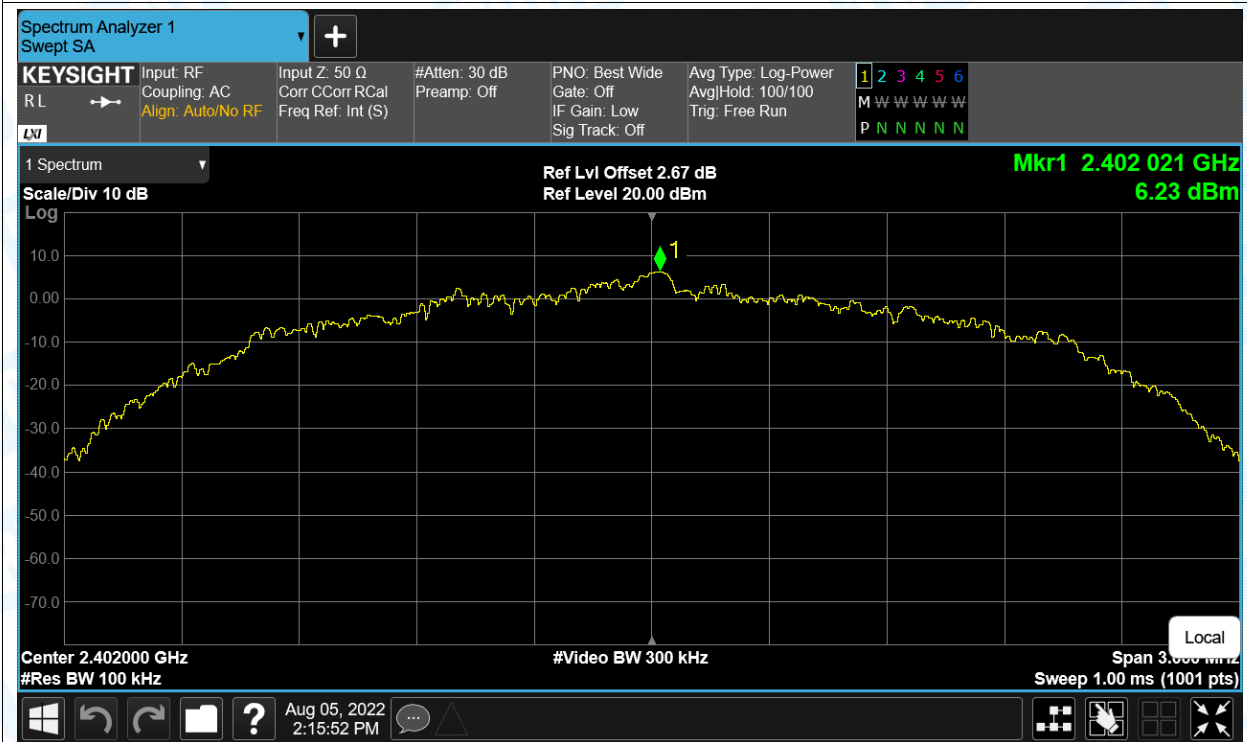 Spectrum Analyzer 1
Swept SA
KEYSIGHT
R L
LXI
Input: RF
Coupling: AC
Align: Auto/No RF
Input Z: 50 Ω
Corr CCorr RCal
Freq Ref: Int (S)
#Atten: 30 dB
Preamp: Off
PNO: Best Wide
Gate: Off
IF Gain: Low
Sig Track: Off
Avg Type: Log-Power
Avg|Hold: 100/100
Trig: Free Run
1 2 3 4 5 6
M W W W W W W
P N N N N N
1 Spectrum
Scale/Div 10 dB
Log
Ref Lvl Offset 2.67 dB
Ref Level 20.00 dBm
Mkr1 2.402 021 GHz
6.23 dBm
1
10.0
0.00
-10.0
-20.0
-30.0
-40.0
-50.0
-60.0
-70.0
Local
Center 2.402000 GHz
#Res BW 100 kHz
#Video BW 300 kHz
Span 3.000 MHz
Sweep 1.00 ms (1001 pts)
?
Aug 05, 2022
2:15:52 PM